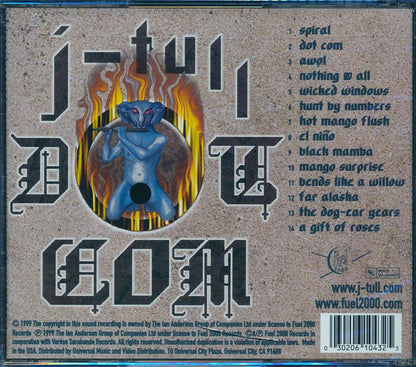 j-tull
DOT
COM
1 spiral
2 dot com
3 awol
4 nothing @ all
5 wicked windows
6 hunt by numbers
7 hot mango flush
8 el niño
9 black mamba
10 mango surprise
11 bends like a willow
12 far alaska
13 the dog-ear years
14 a gift of roses
www.j-tull.com
www.fuel2000.com
© 1999 The copyright in this sound recording is owned by The Ian Anderson Group of Companies Ltd under license to Fuel 2000
Records ℗ 1999 The Ian Anderson Group of Companies Ltd under license to Fuel 2000 Records. ©&℗ Fuel 2000 Records in
cooperation with Varèse Sarabande Records. All rights reserved. Unauthorized duplication is a violation of applicable laws. Made
in the USA. Distributed by Universal Music and Video Distribution. 10 Universal City Plaza, Universal City, CA 91608
0 30206 10432 5